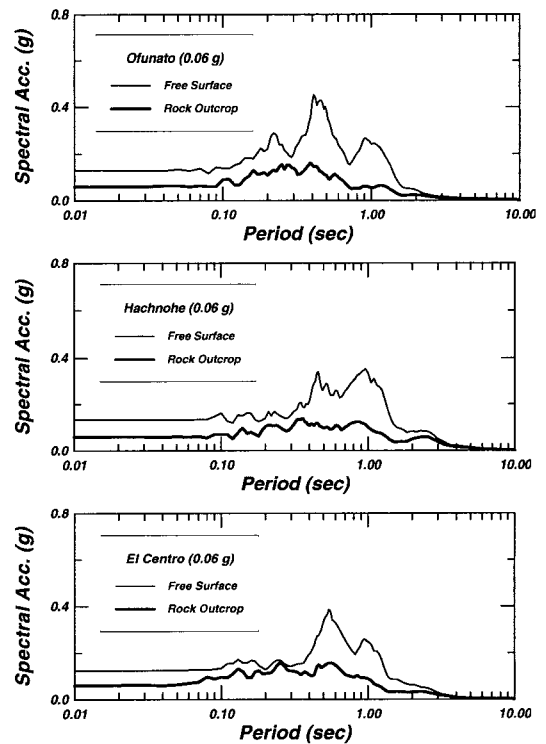 0.8
Spectral Acc. (g)
Ofunato (0.06 g)
Free Surface
Rock Outcrop
0.4
0.0
0.01 0.10 1.00 10.00
Period (sec)
0.8
Spectral Acc. (g)
Hachnohe (0.06 g)
Free Surface
Rock Outcrop
0.4
0.0
0.01 0.10 1.00 10.00
Period (sec)
0.8
Spectral Acc. (g)
El Centro (0.06 g)
Free Surface
Rock Outcrop
0.4
0.0
0.01 0.10 1.00 10.00
Period (sec)